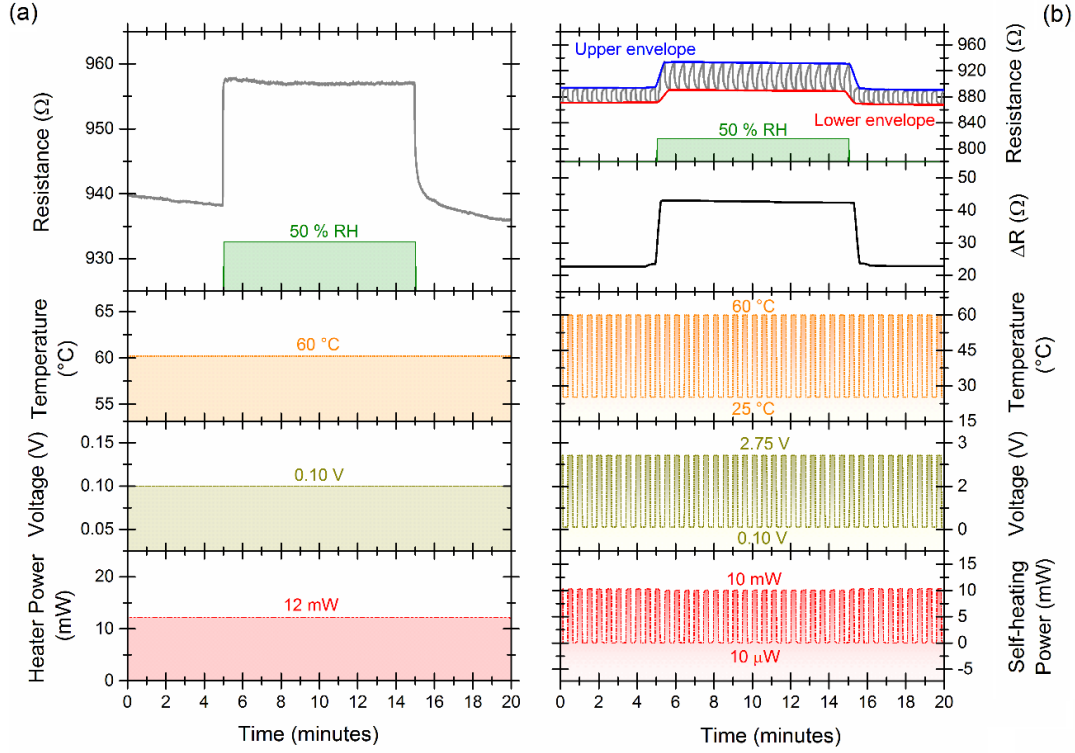 (a)
960
950
940
930
Resistance (Ω)
50 % RH
65
60
55
Temperature
(°C)
60 °C
0.15
0.10
0.05
Voltage (V)
0.10 V
20
10
0
Heater Power
(mW)
12 mW
0 2 4 6 8 10 12 14 16 18 20
Time (minutes)
(b)
960
920
880
840
800
Resistance (Ω)
Upper envelope
Lower envelope
50 % RH
50
40
30
20
ΔR (Ω)
60
45
30
15
Temperature
(°C)
60 °C
25 °C
3
2
0
Voltage (V)
2.75 V
0.10 V
15
10
5
0
-5
Self-heating
Power (mW)
10 mW
10 μW
0 2 4 6 8 10 12 14 16 18 20
Time (minutes)